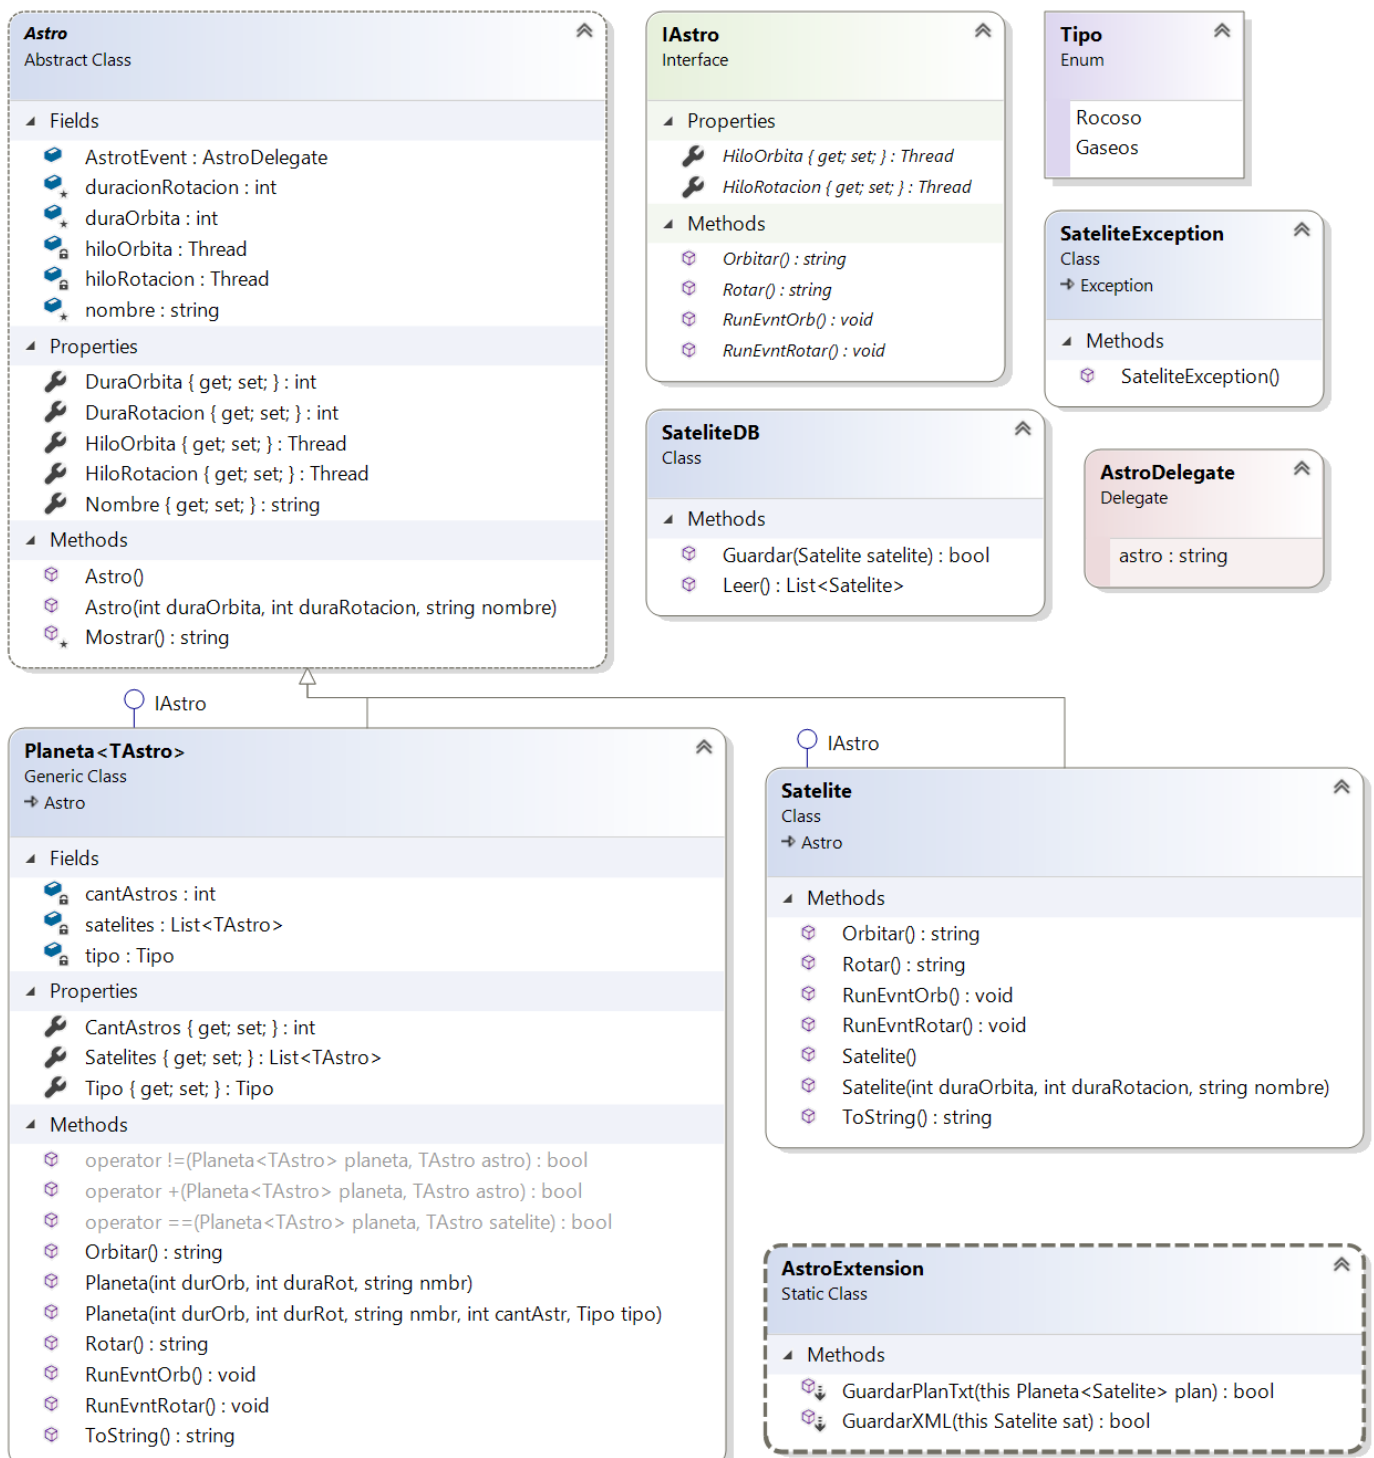 Astro
Abstract Class
Fields
AstrotEvent : AstroDelegate
duracionRotacion : int
duraOrbita : int
hiloOrbita : Thread
hiloRotacion : Thread
nombre : string
Properties
DuraOrbita { get; set; } : int
DuraRotacion { get; set; } : int
HiloOrbita { get; set; } : Thread
HiloRotacion { get; set; } : Thread
Nombre { get; set; } : string
Methods
Astro()
Astro(int duraOrbita, int duraRotacion, string nombre)
Mostrar() : string
IAstro
Interface
Properties
HiloOrbita { get; set; } : Thread
HiloRotacion { get; set; } : Thread
Methods
Orbitar() : string
Rotar() : string
RunEvntOrb() : void
RunEvntRotar() : void
Tipo
Enum
Rocoso
Gaseos
SateliteException
Class
Exception
Methods
SateliteException()
SateliteDB
Class
Methods
Guardar(Satelite satelite) : bool
Leer() : List<Satelite>
AstroDelegate
Delegate
astro : string
IAstro
Planeta<TAstro>
Generic Class
Astro
Fields
cantAstros : int
satelites : List<TAstro>
tipo : Tipo
Properties
CantAstros { get; set; } : int
Satelites { get; set; } : List<TAstro>
Tipo { get; set; } : Tipo
Methods
operator !=(Planeta<TAstro> planeta, TAstro astro) : bool
operator +(Planeta<TAstro> planeta, TAstro astro) : bool
operator ==(Planeta<TAstro> planeta, TAstro satelite) : bool
Orbitar() : string
Planeta(int durOrb, int duraRot, string nmbr)
Planeta(int durOrb, int durRot, string nmbr, int cantAstr, Tipo tipo)
Rotar() : string
RunEvntOrb() : void
RunEvntRotar() : void
ToString() : string
IAstro
Satelite
Class
Astro
Methods
Orbitar() : string
Rotar() : string
RunEvntOrb() : void
RunEvntRotar() : void
Satelite()
Satelite(int duraOrbita, int duraRotacion, string nombre)
ToString() : string
AstroExtension
Static Class
Methods
GuardarPlanTxt(this Planeta<Satelite> plan) : bool
GuardarXML(this Satelite sat) : bool